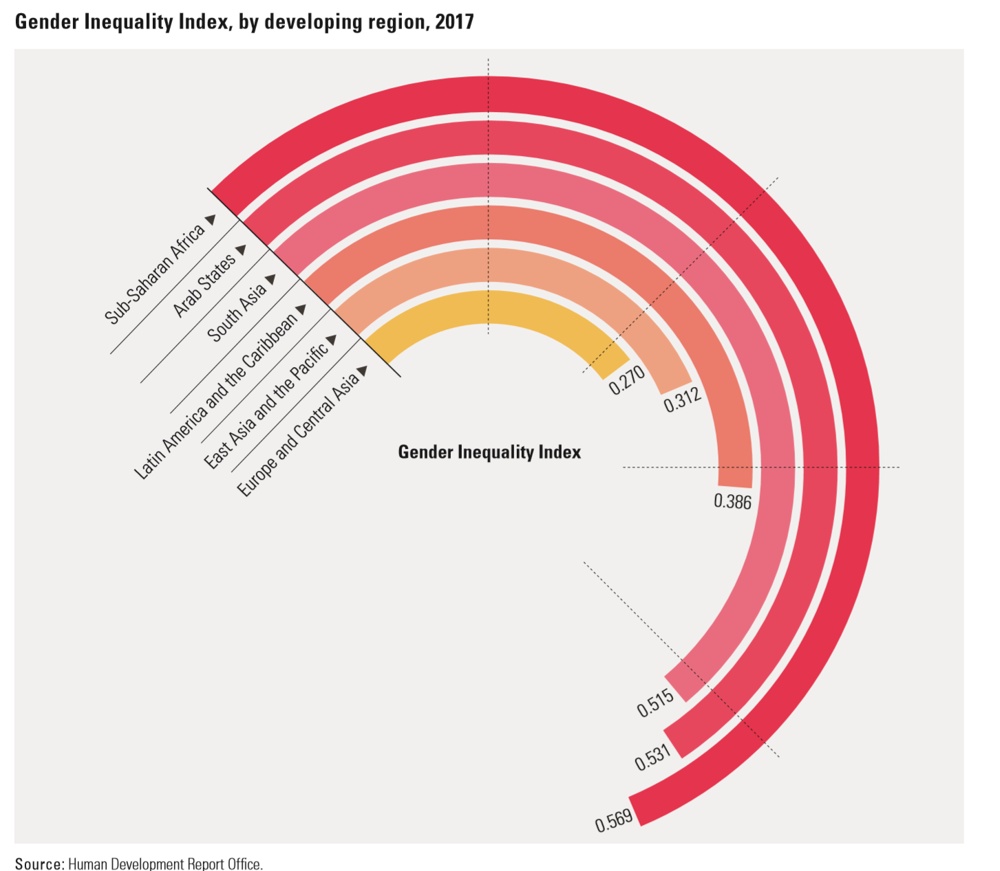 Gender Inequality Index, by developing region, 2017
Sub-Saharan Africa
Arab States
South Asia
Latin America and the Caribbean
East Asia and the Pacific
Europe and Central Asia
0.270
0.312
Gender Inequality Index
0.386
0.515
0.531
0.569
Source: Human Development Report Office.